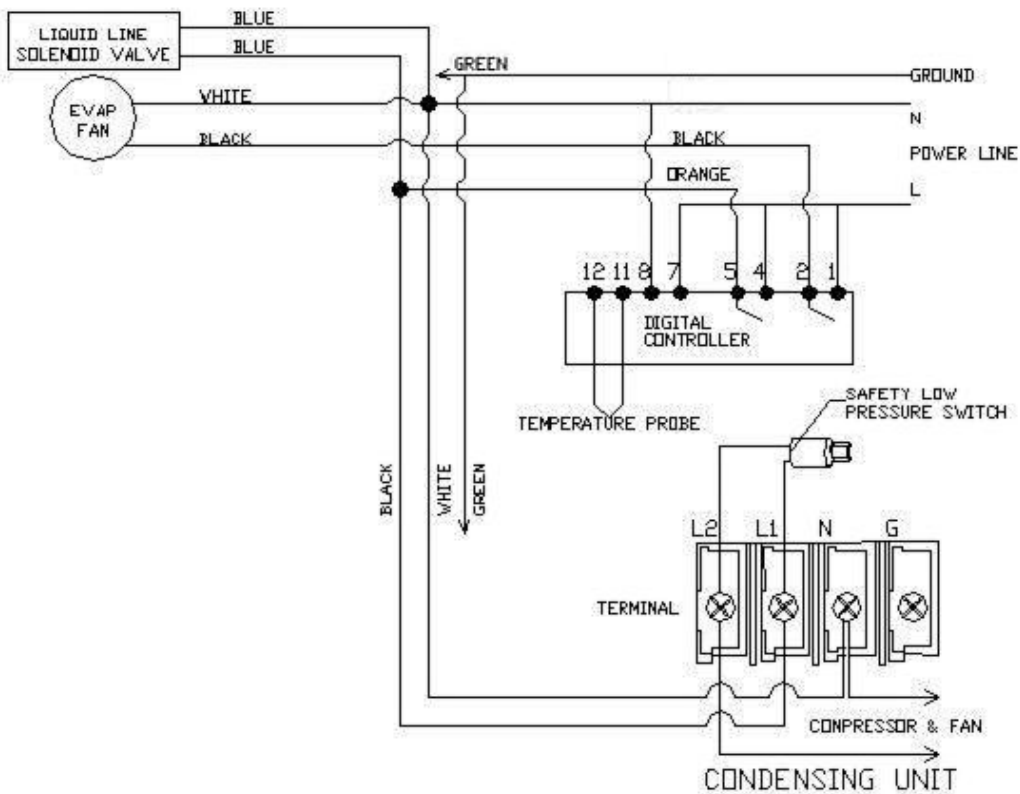 LIQUID LINE
SOLENOID VALVE
BLUE
BLUE
EVAP
FAN
WHITE
BLACK
GREEN
GROUND
N
POWER LINE
BLACK
ORANGE
L
12 11 8 7 5 4 2 1
DIGITAL
CONTROLLER
TEMPERATURE PROBE
SAFETY LOW
PRESSURE SWITCH
BLACK
WHITE
GREEN
L2 L1 N G
TERMINAL
CONPRESSOR & FAN
CONDENSING UNIT